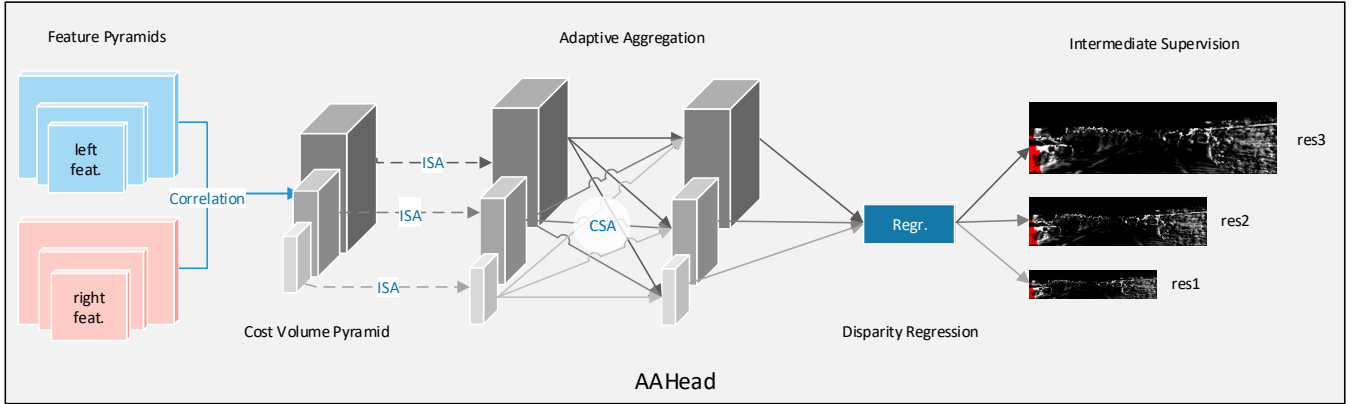 Feature Pyramids
Adaptive Aggregation
Intermediate Supervision
left
feat.
Correlation
right
feat.
ISA
ISA
ISA
CSA
Regr.
res3
res2
res1
Cost Volume Pyramid
Disparity Regression
AAHead